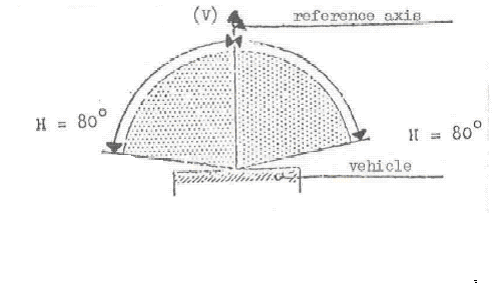 (V)
reference axis
H = 80°
H = 80°
vehicle